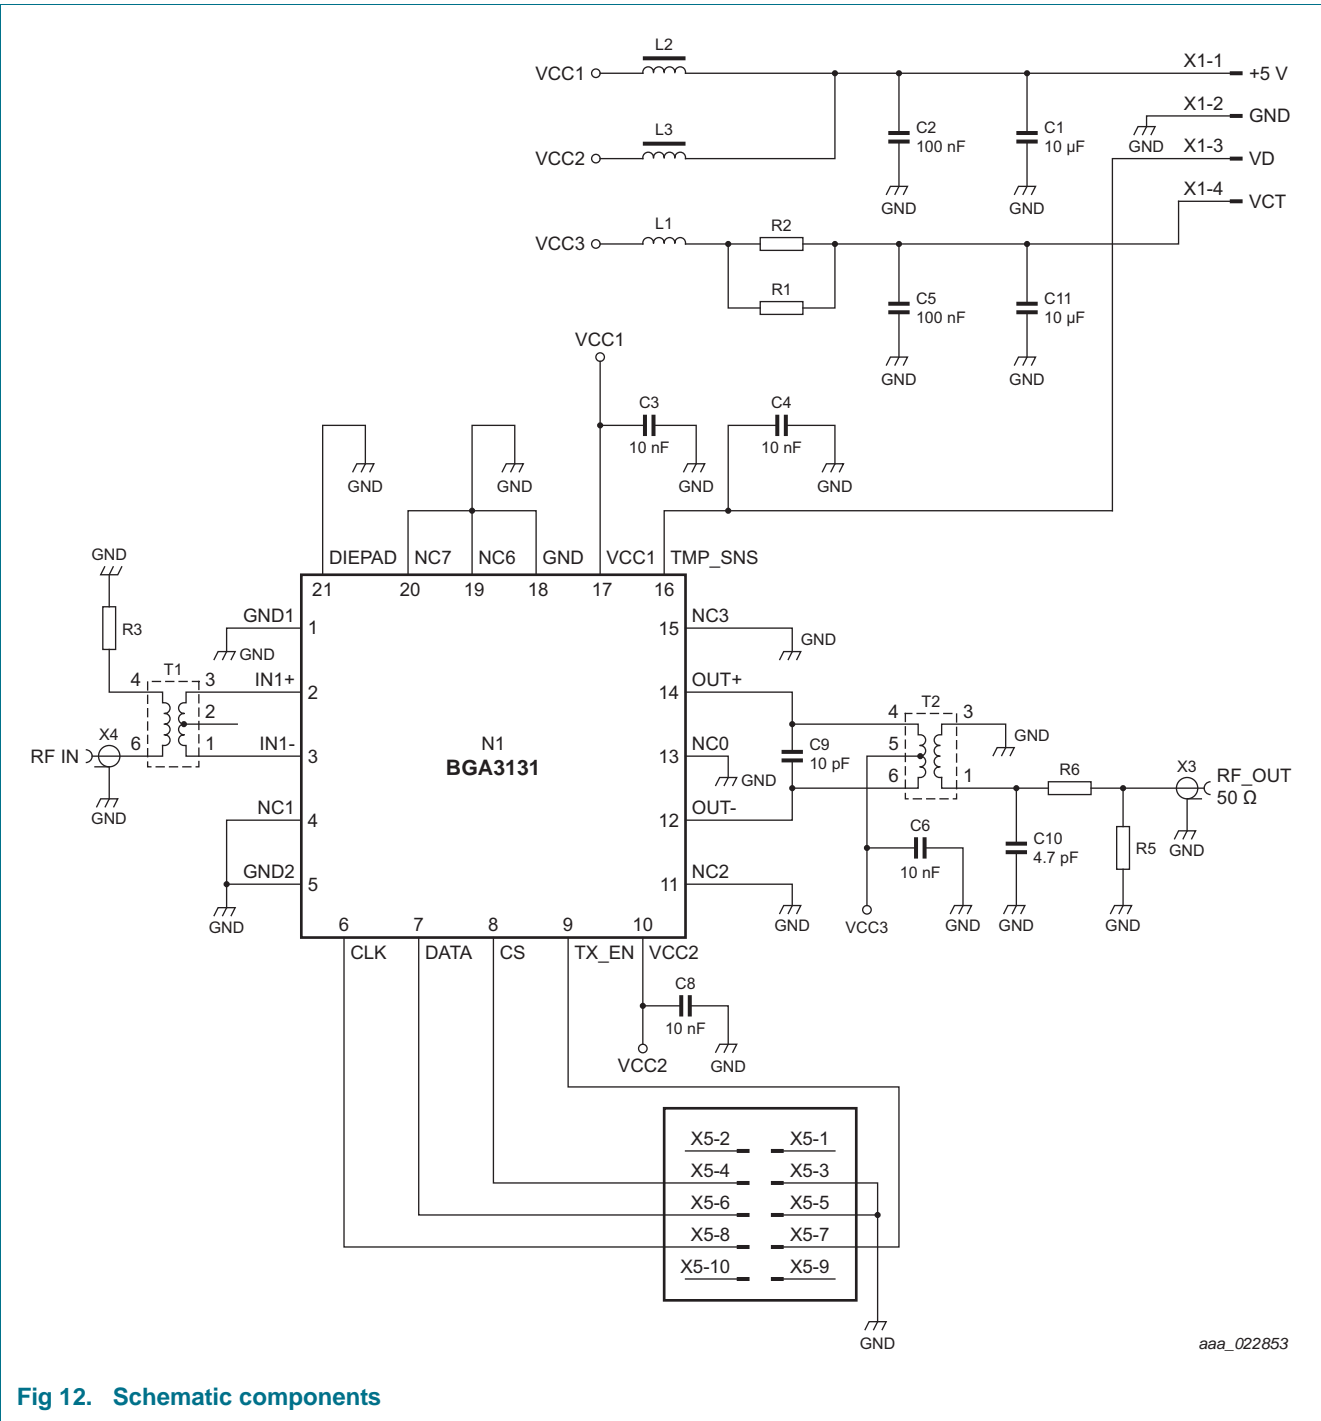 L2
VCC1
X1-1
+5 V
X1-2
GND
L3
C2
100 nF
C1
10 µF
GND
VCC2
X1-3
VD
X1-4
VCT
GND
GND
L1
R2
VCC3
R1
C5
100 nF
C11
10 µF
VCC1
GND
GND
C3
10 nF
C4
10 nF
GND
GND
GND
GND
GND
DIEPAD
NC7
NC6
GND
VCC1
TMP_SNS
21
20
19
18
17
16
R3
GND1
1
GND
15
NC3
GND
T1
4
3
IN1+
2
14
OUT+
2
T2
4
3
X4
RF IN
6
1
IN1-
3
N1
BGA3131
13
NC0
GND
C9
10 pF
5
GND
6
1
R6
X3
RF_OUT
50 Ω
GND
NC1
4
12
OUT-
C6
10 nF
C10
4.7 pF
R5
GND
GND2
5
11
NC2
GND
GND
VCC3
GND
GND
GND
6
7
8
9
10
CLK
DATA
CS
TX_EN
VCC2
C8
10 nF
VCC2
GND
X5-2
X5-1
X5-4
X5-3
X5-6
X5-5
X5-8
X5-7
X5-10
X5-9
GND
aaa_022853
Fig 12. Schematic components